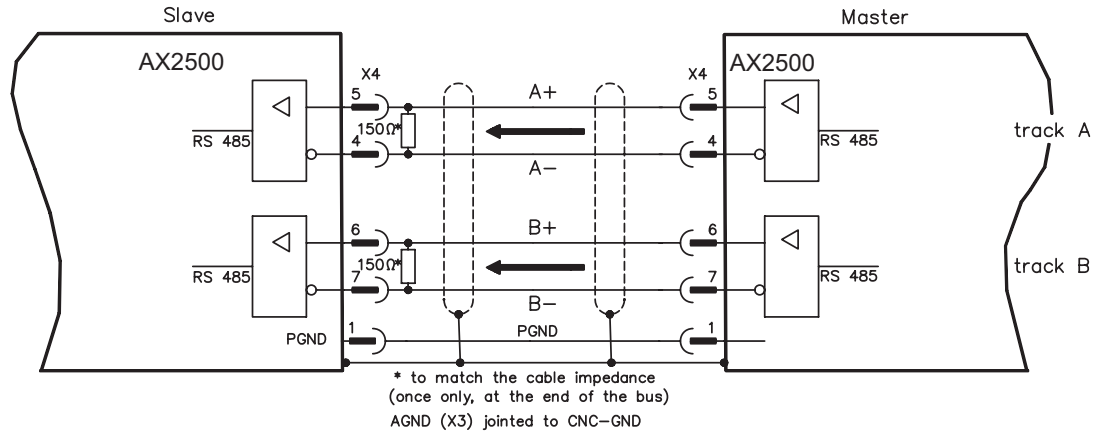 Slave
Master
AX2500
AX2500
X4
X4
5
A+
5
150Ω*
RS 485
RS 485
track A
4
4
A-
6
B+
6
150Ω*
RS 485
RS 485
track B
7
7
B-
PGND
1
PGND
1
* to match the cable impedance
(once only, at the end of the bus)
AGND (X3) jointed to CNC-GND